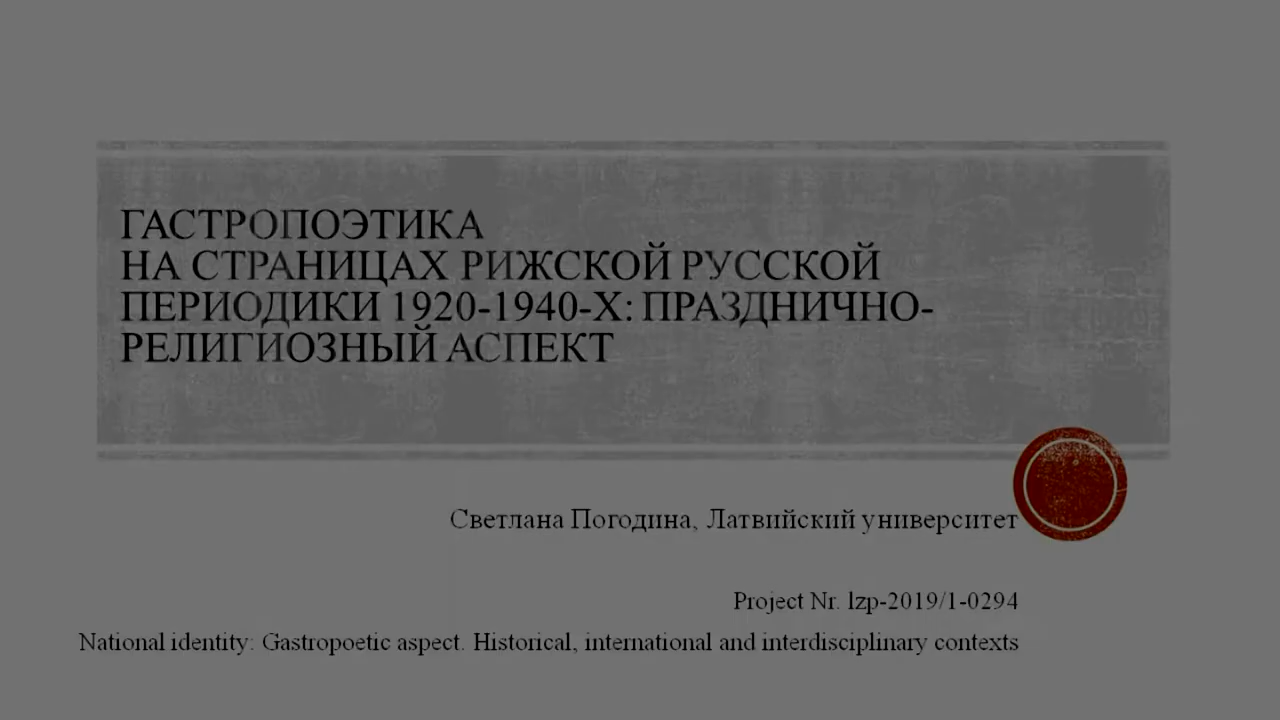 ГАСТРОПОЭТИКА
НА СТРАНИЦАХ РИЖСКОЙ РУССКОЙ
ПЕРИОДИКИ 1920-1940-Х: ПРАЗДНИЧНО-
РЕЛИГИОЗНЫЙ АСПЕКТ
Светлана Погодина, Латвийский университет
Project Nr. lzp-2019/1-0294
National identity: Gastropoetic aspect. Historical, international and interdisciplinary contexts